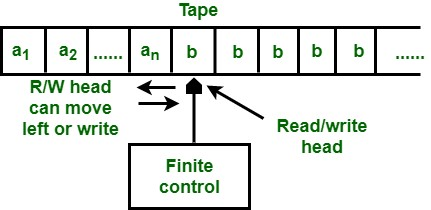 Tape
a1 a2 ...... an b b b b b ......
R/W head
can move
left or write
Read/write
head
Finite
control